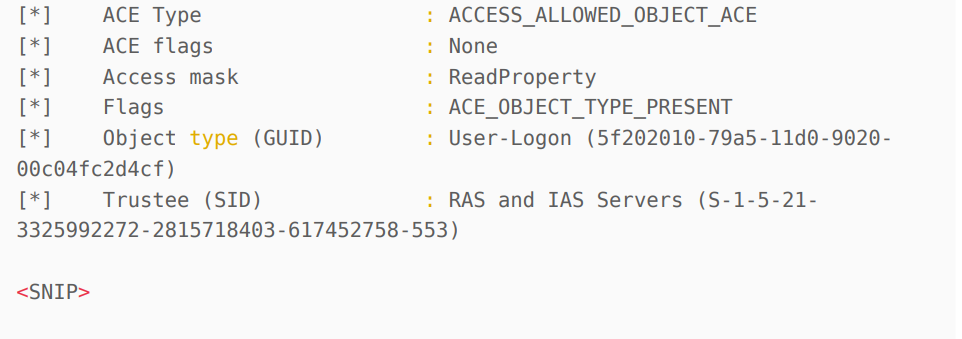 [*]    ACE Type                  : ACCESS_ALLOWED_OBJECT_ACE
[*]    ACE flags                 : None
[*]    Access mask               : ReadProperty
[*]    Flags                     : ACE_OBJECT_TYPE_PRESENT
[*]    Object type (GUID)        : User-Logon (5f202010-79a5-11d0-9020-
00c04fc2d4cf)
[*]    Trustee (SID)             : RAS and IAS Servers (S-1-5-21-
3325992272-2815718403-617452758-553)
<SNIP>